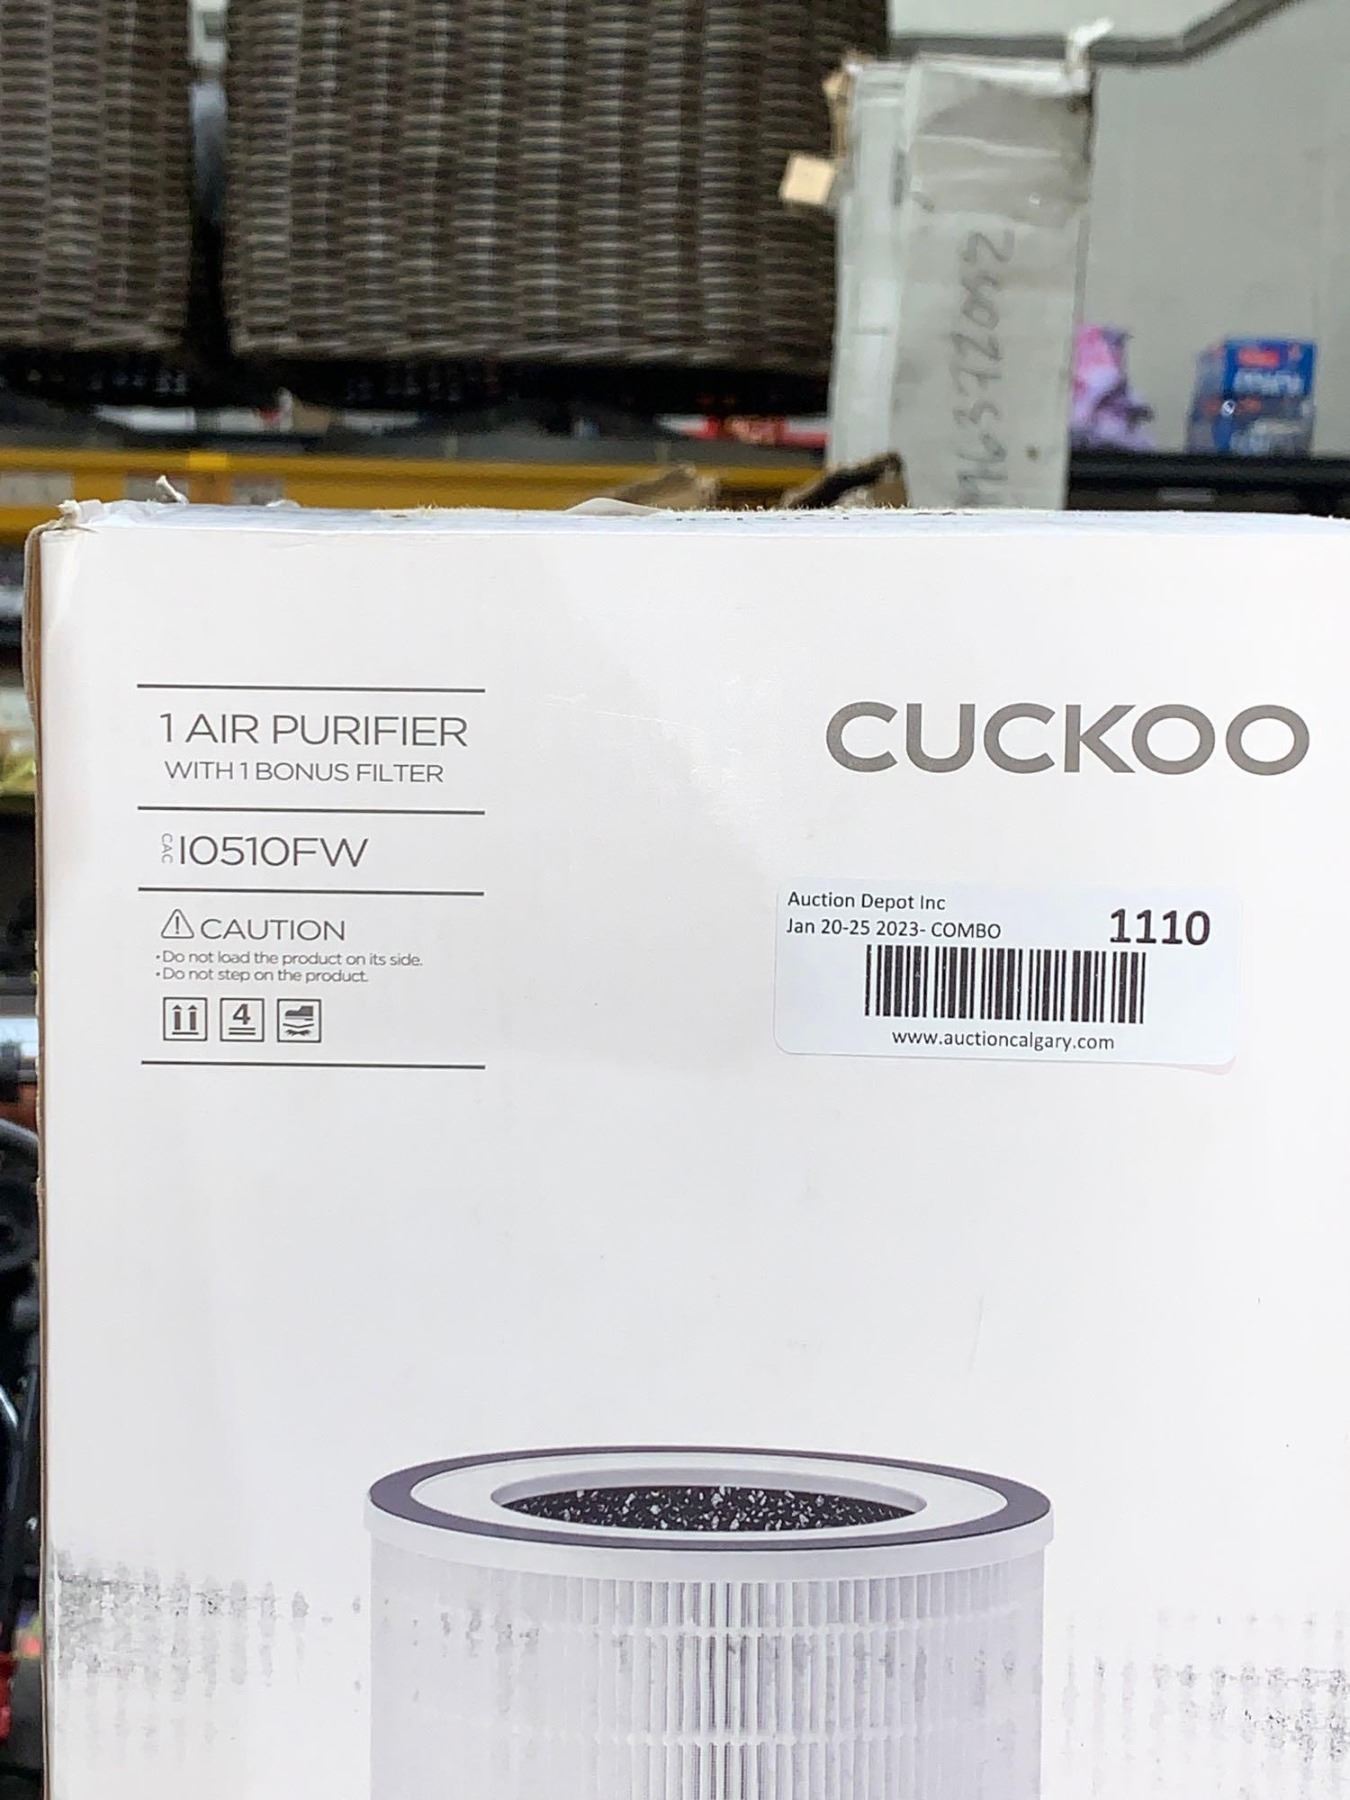 1 AIR PURIFIER
WITH 1 BONUS FILTER
CAC I0510FW
CAUTION
•Do not load the product on its side.
•Do not step on the product.
4
CUCKOO
Auction Depot Inc
Jan 20-25 2023- COMBO
1110
www.auctioncalgary.com